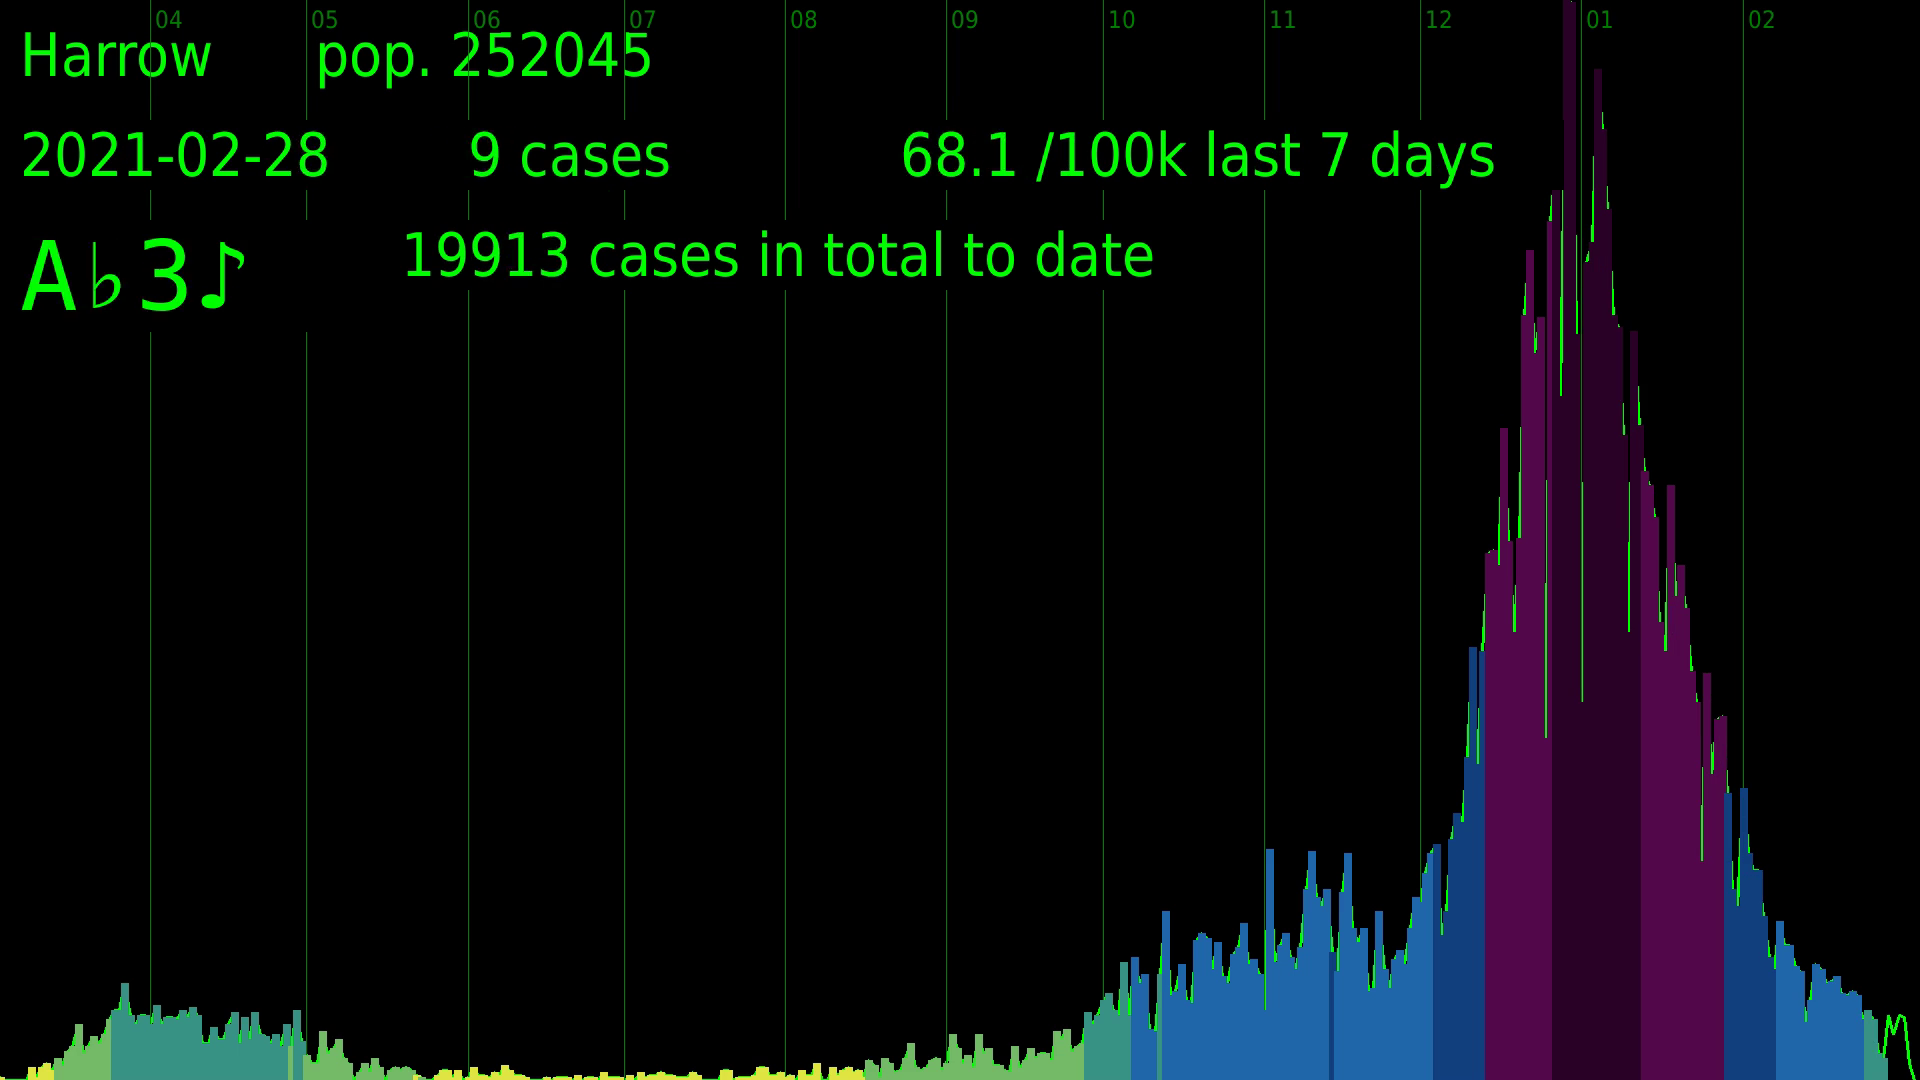 04 05 06 07 08 09 10 11 12 01 02
Harrow pop. 252045
2021-02-28 9 cases 68.1 /100k last 7 days
A♭3♪ 19913 cases in total to date